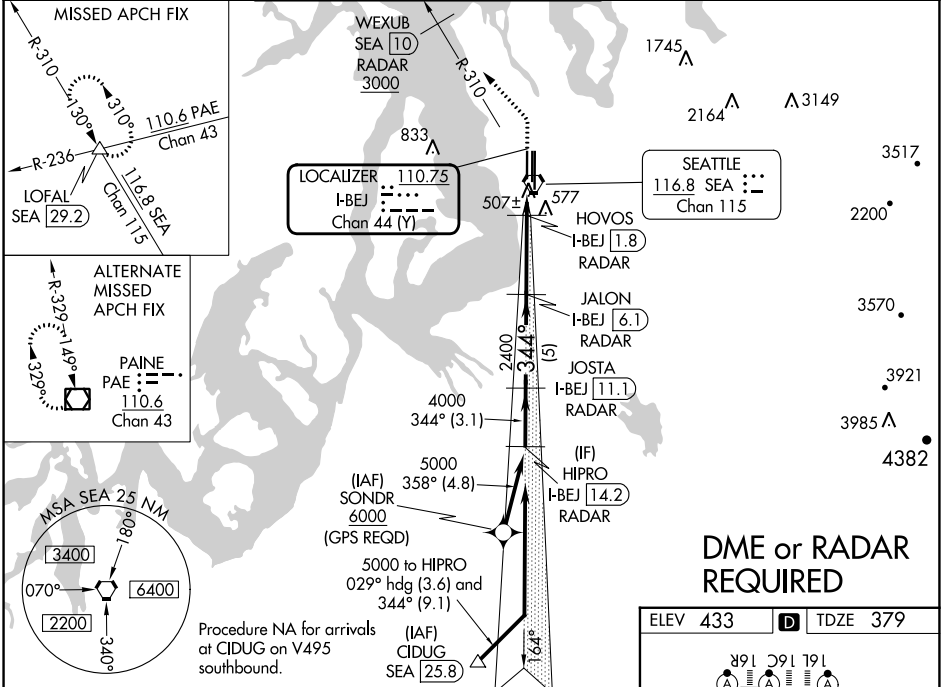 MISSED APCH FIX
R-310
130°
310°
110.6 PAE
Chan 43
R-236
LOFAL
SEA 29.2
116.8 SEA
Chan 115
ALTERNATE
MISSED
APCH FIX
R-329
149°
329°
PAINE
PAE
110.6
Chan 43
WEXUB
SEA 10
RADAR
3000
R-310
833
1745
2164
3149
3517
2200
3570
3921
3985
4382
LOCALIZER 110.75
I-BEJ
Chan 44 (Y)
SEATTLE
116.8 SEA
Chan 115
507±
577
HOVOS
I-BEJ 1.8
RADAR
JALON
I-BEJ 6.1
RADAR
2400
344°
(5)
JOSTA
I-BEJ 11.1
RADAR
4000
344° (3.1)
(IF)
HIPRO
I-BEJ 14.2
RADAR
5000
358° (4.8)
(IAF)
SONDR
6000
(GPS REQD)
5000 to HIPRO
029° hdg (3.6) and
344° (9.1)
(IAF)
CIDUG
SEA 25.8
164°
MSA SEA 25 NM
180°
3400
070°
6400
2200
340°
Procedure NA for arrivals
at CIDUG on V495
southbound.
DME or RADAR
REQUIRED
ELEV 433
D
TDZE 379
16R 16C 16L
A A A